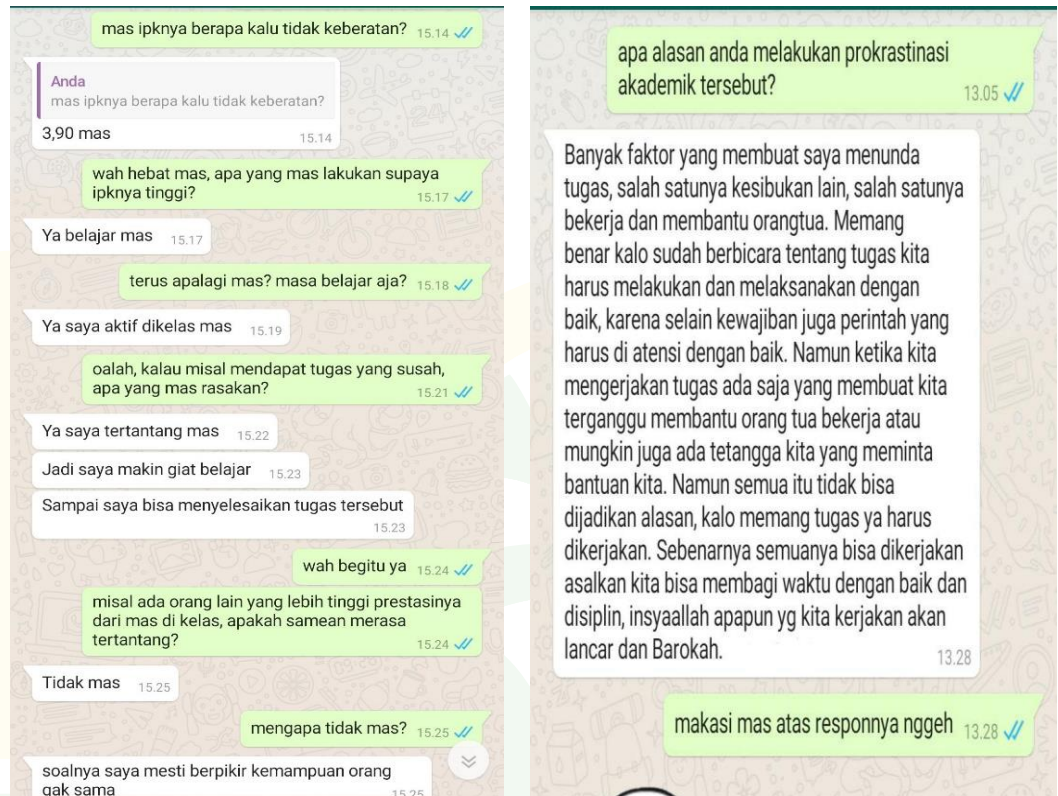 mas ipknya berapa kalu tidak keberatan? 15.14
Anda
mas ipknya berapa kalu tidak keberatan?
3,90 mas 15.14
wah hebat mas, apa yang mas lakukan supaya
ipknya tinggi? 15.17
Ya belajar mas 15.17
terus apalagi mas? masa belajar aja? 15.18
Ya saya aktif dikelas mas 15.19
oalah, kalau misal mendapat tugas yang susah,
apa yang mas rasakan? 15.21
Ya saya tertantang mas 15.22
Jadi saya makin giat belajar 15.23
Sampai saya bisa menyelesaikan tugas tersebut
15.23
wah begitu ya 15.24
misal ada orang lain yang lebih tinggi prestasinya
dari mas di kelas, apakah samean merasa
tertantang? 15.24
Tidak mas 15.25
mengapa tidak mas? 15.25
soalnya saya mesti berpikir kemampuan orang
gak sama 15.25
apa alasan anda melakukan prokrastinasi
akademik tersebut? 13.05
Banyak faktor yang membuat saya menunda
tugas, salah satunya kesibukan lain, salah satunya
bekerja dan membantu orangtua. Memang
benar kalo sudah berbicara tentang tugas kita
harus melakukan dan melaksanakan dengan
baik, karena selain kewajiban juga perintah yang
harus di atensi dengan baik. Namun ketika kita
mengerjakan tugas ada saja yang membuat kita
terganggu membantu orang tua bekerja atau
mungkin juga ada tetangga kita yang meminta
bantuan kita. Namun semua itu tidak bisa
dijadikan alasan, kalo memang tugas ya harus
dikerjakan. Sebenarnya semuanya bisa dikerjakan
asalkan kita bisa membagi waktu dengan baik dan
disiplin, insyaallah apapun yg kita kerjakan akan
lancar dan Barokah. 13.28
makasi mas atas responnya nggeh 13.28